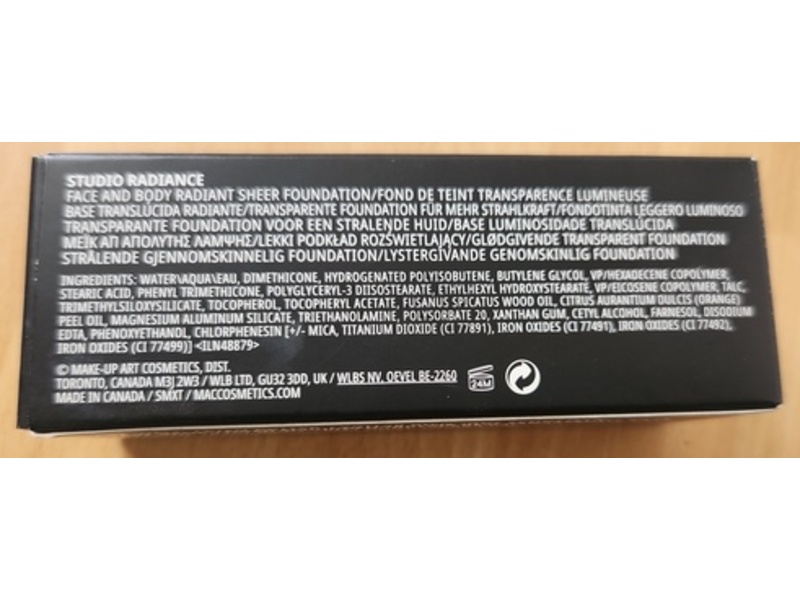 STUDIO RADIANCE
FACE AND BODY RADIANT SHEER FOUNDATION/FOND DE TEINT TRANSPARENCE LUMINEUSE
BASE TRANSLÚCIDA RADIANTE/TRANSPARENTE FOUNDATION FÜR MEHR STRAHLKRAFT/FONDOTINTA LEGGERO LUMINOSO
TRANSPARANTE FOUNDATION VOOR EEN STRALENDE HUID/BASE LUMINOSIDADE TRANSLÚCIDA
ΜΕΪΚ ΑΠ ΑΠΟΛΥΤΗΣ ΛΑΜΨΗΣ/LEKKI PODKŁAD ROZŚWIETLAJĄCY/GLØDGIVENDE TRANSPARENT FOUNDATION
STRÅLENDE GJENNOMSKINNELIG FOUNDATION/LYSTERGIVANDE GENOMSKINLIG FOUNDATION
INGREDIENTS: WATER\AQUA\EAU, DIMETHICONE, HYDROGENATED POLYISOBUTENE, BUTYLENE GLYCOL, VP/HEXADECENE COPOLYMER,
STEARIC ACID, PHENYL TRIMETHICONE, POLYGLYCERYL-3 DIISOSTEARATE, ETHYLHEXYL HYDROXYSTEARATE, VP/EICOSENE COPOLYMER, TALC,
TRIMETHYLSILOXYSILICATE, TOCOPHEROL, TOCOPHERYL ACETATE, FUSANUS SPICATUS WOOD OIL, CITRUS AURANTIUM DULCIS (ORANGE)
PEEL OIL, MAGNESIUM ALUMINUM SILICATE, TRIETHANOLAMINE, POLYSORBATE 20, XANTHAN GUM, CETYL ALCOHOL, FARNESOL, DISODIUM
EDTA, PHENOXYETHANOL, CHLORPHENESIN [+/- MICA, TITANIUM DIOXIDE (CI 77891), IRON OXIDES (CI 77491), IRON OXIDES (CI 77492),
IRON OXIDES (CI 77499)] <ILN48879>
© MAKE-UP ART COSMETICS, DIST.
TORONTO, CANADA M3J 2W3 / WLB LTD, GU32 3DD, UK / WLBS NV. OEVEL BE-2260
24M
MADE IN CANADA / SMXT / MACCOSMETICS.COM